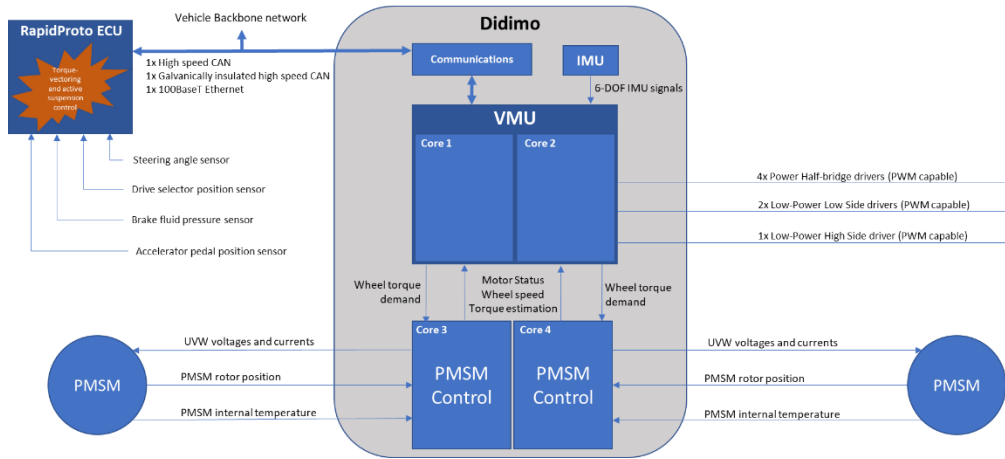 Vehicle Backbone network
RapidProto ECU
Torque-
vectoring and
active
suspension
control
1x High speed CAN
1x Galvanically insulated high speed CAN
1x 100BaseT Ethernet
Steering angle sensor
Drive selector position sensor
Brake fluid pressure sensor
Accelerator pedal position sensor
Didimo
Communications
IMU
6-DOF IMU signals
VMU
Core 1
Core 2
4x Power Half-bridge drivers (PWM capable)
2x Low-Power Low Side drivers (PWM capable)
1x Low-Power High Side driver (PWM capable)
Wheel torque
demand
Motor Status
Wheel speed
Torque estimation
Wheel torque
demand
Core 3
PMSM
Control
Core 4
PMSM
Control
PMSM
UVW voltages and currents
PMSM rotor position
PMSM internal temperature
UVW voltages and currents
PMSM rotor position
PMSM internal temperature
PMSM